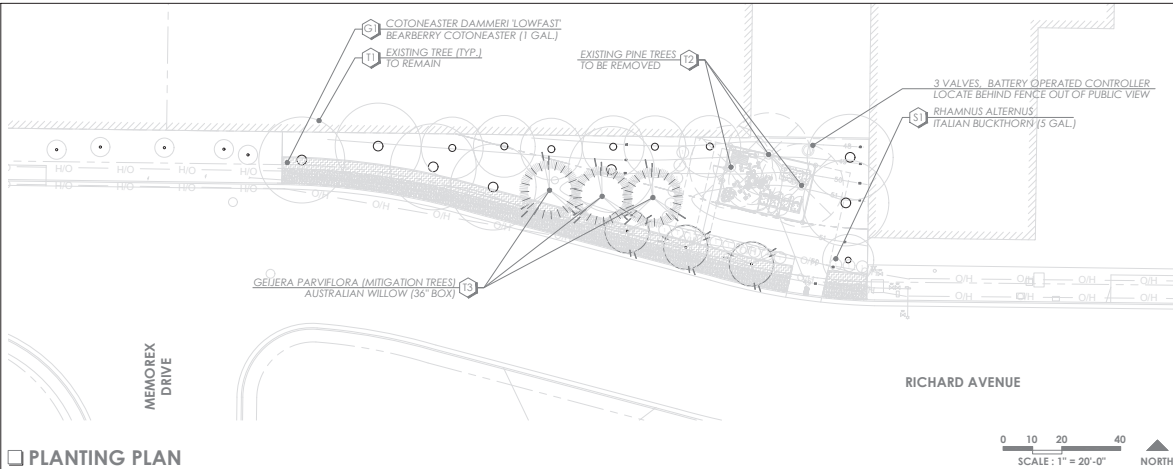 G1
COTONEASTER DAMMERI 'LOWFAST'
BEARBERRY COTONEASTER (1 GAL.)
T1
EXISTING TREE (TYP.)
TO REMAIN
EXISTING PINE TREES
TO BE REMOVED
T2
3 VALVES, BATTERY OPERATED CONTROLLER
LOCATE BEHIND FENCE OUT OF PUBLIC VIEW
S1
RHAMNUS ALTERNUS
ITALIAN BUCKTHORN (5 GAL.)
H/O H/O H/O H/O
O/H O/H O/H O/H
O/H O/H O/H O/H
GEIJERA PARVIFLORA (MITIGATION TREES)
AUSTRALIAN WILLOW (36" BOX)
T3
MEMOREX
DRIVE
RICHARD AVENUE
PLANTING PLAN
0 10 20 40
SCALE : 1" = 20'-0"
NORTH